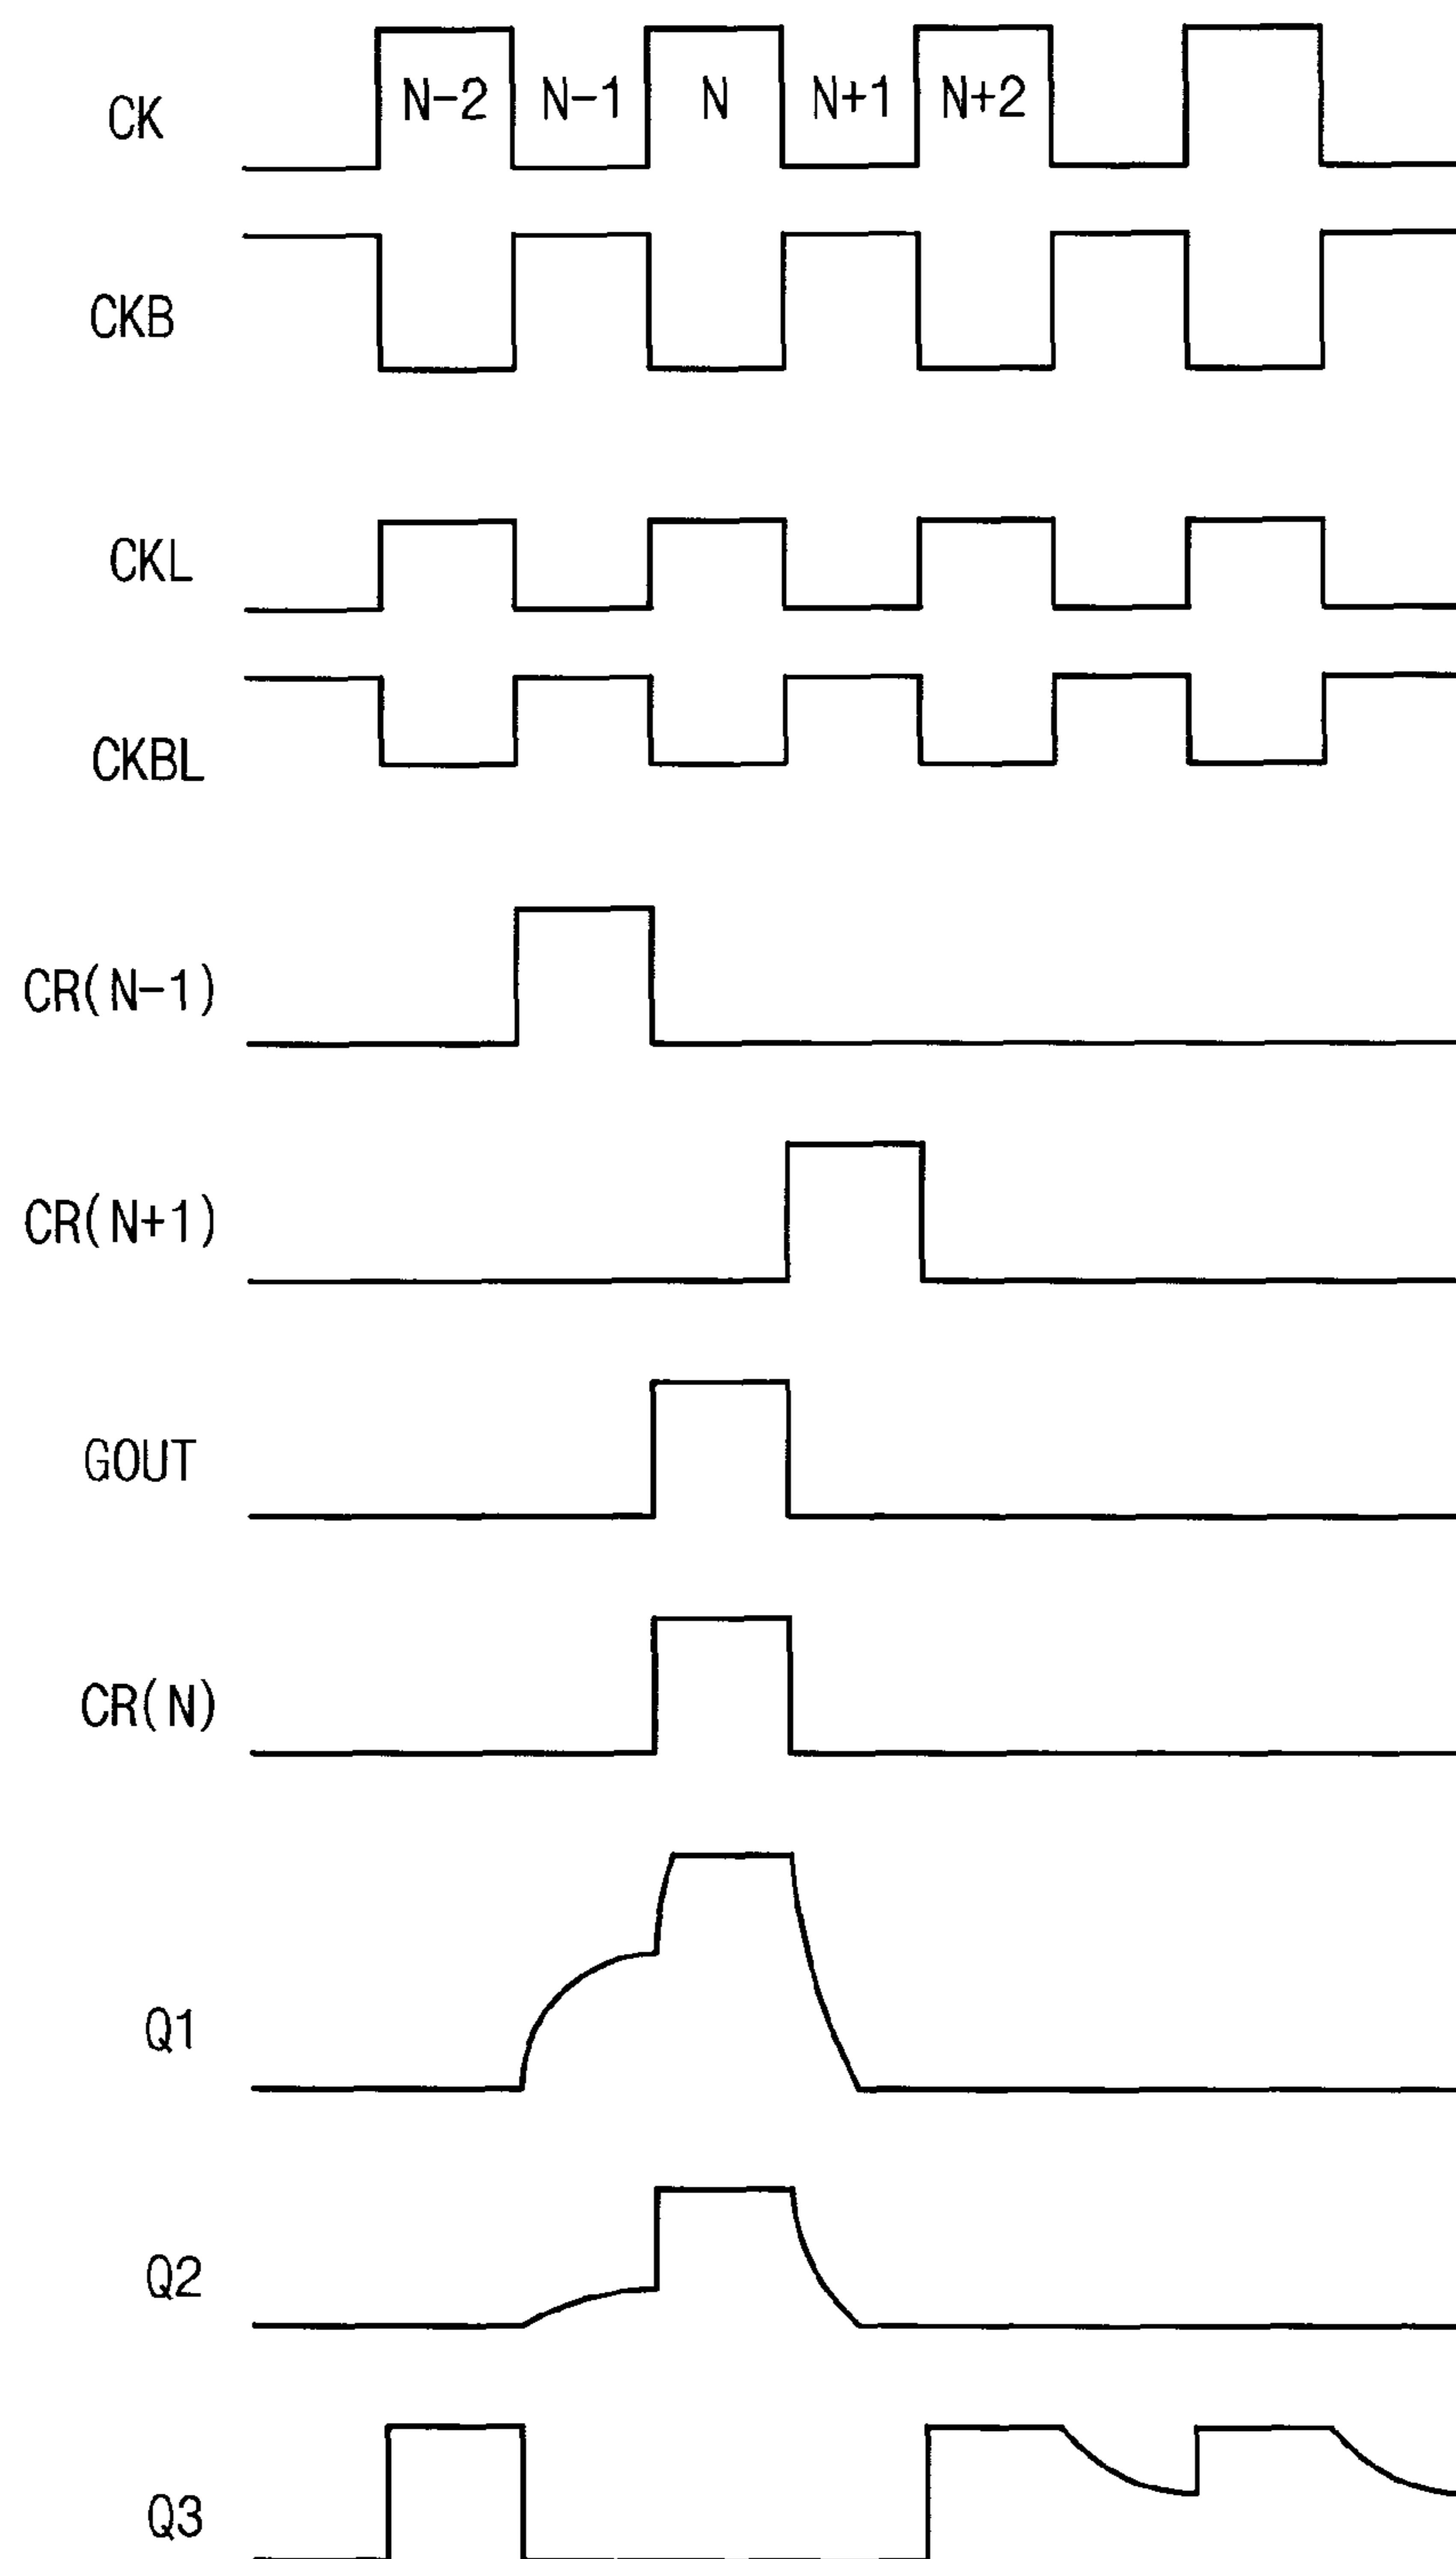 CK
N-2 N-1 N N+1 N+2
CKB
CKL
CKBL
CR(N-1)
CR(N+1)
GOUT
CR(N)
Q1
Q2
Q3